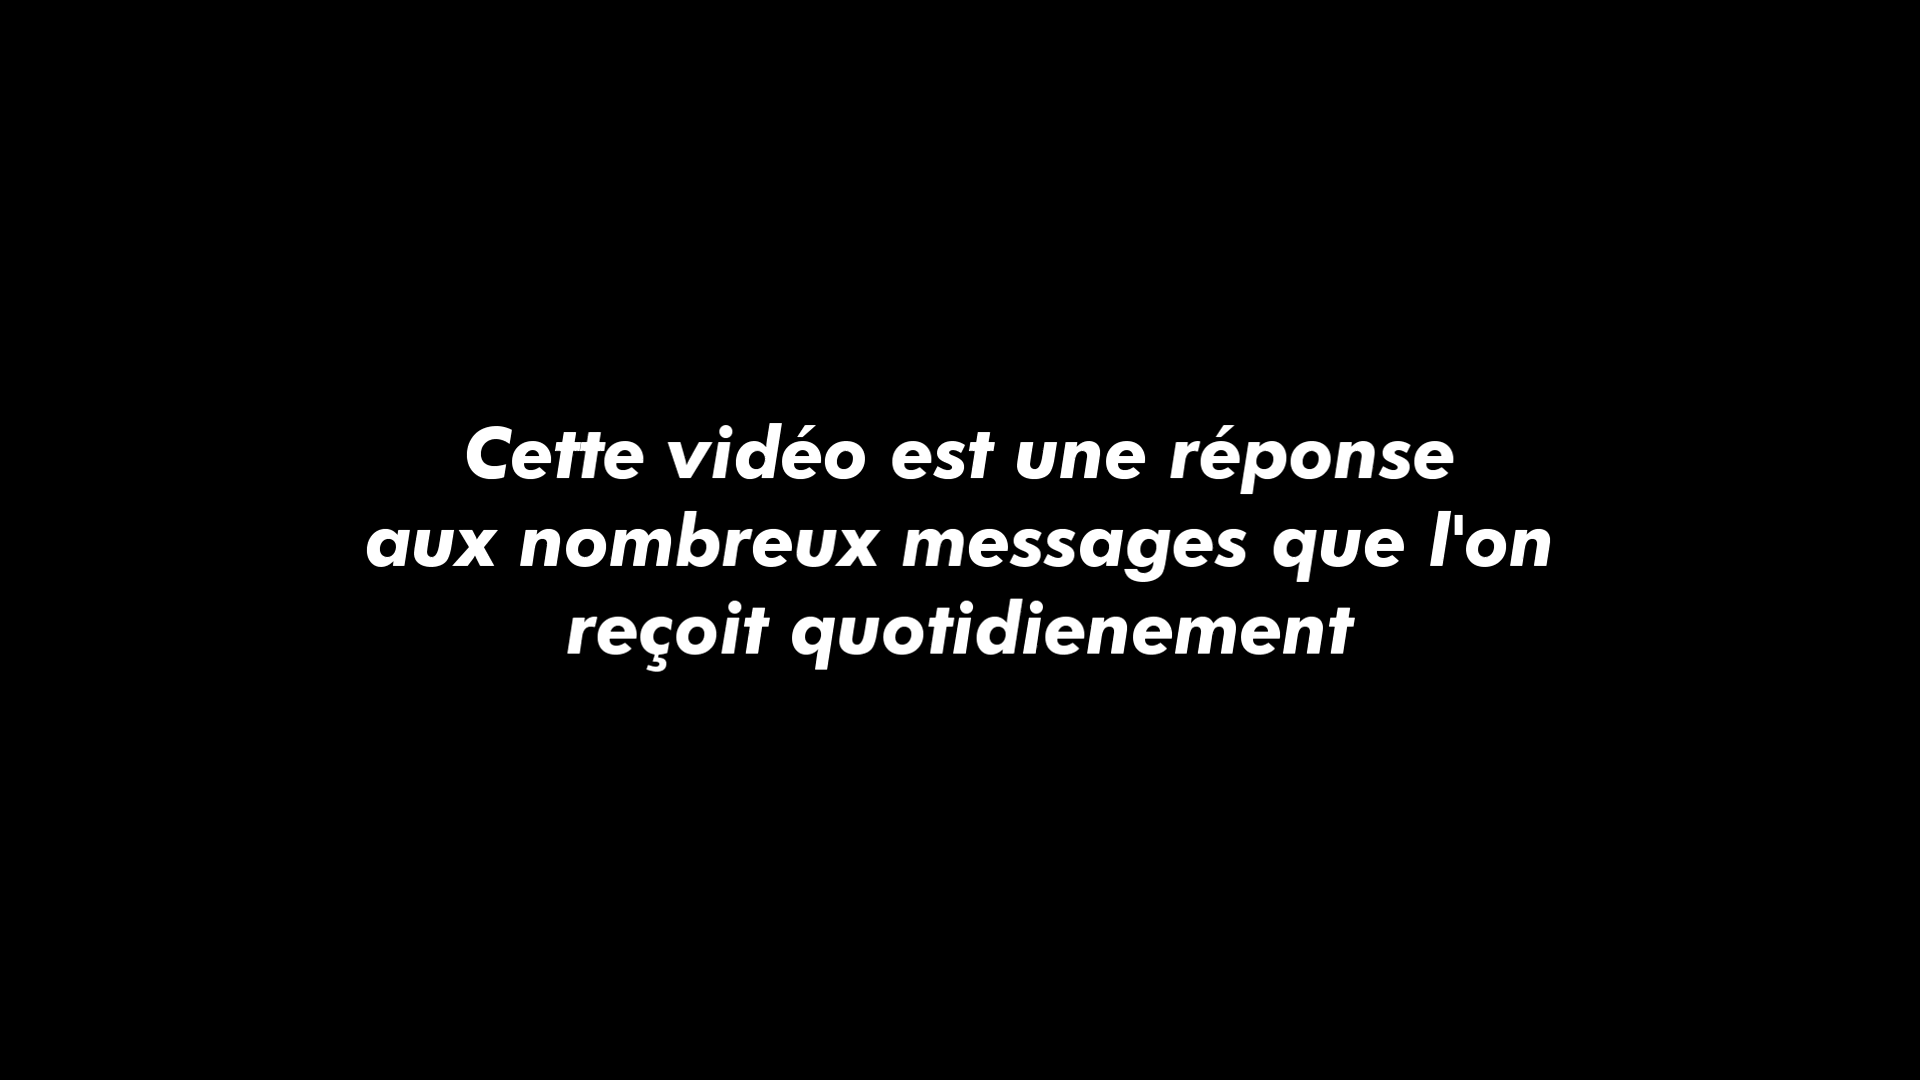 Cette vidéo est une réponse
aux nombreux messages que l'on
reçoit quotidienement